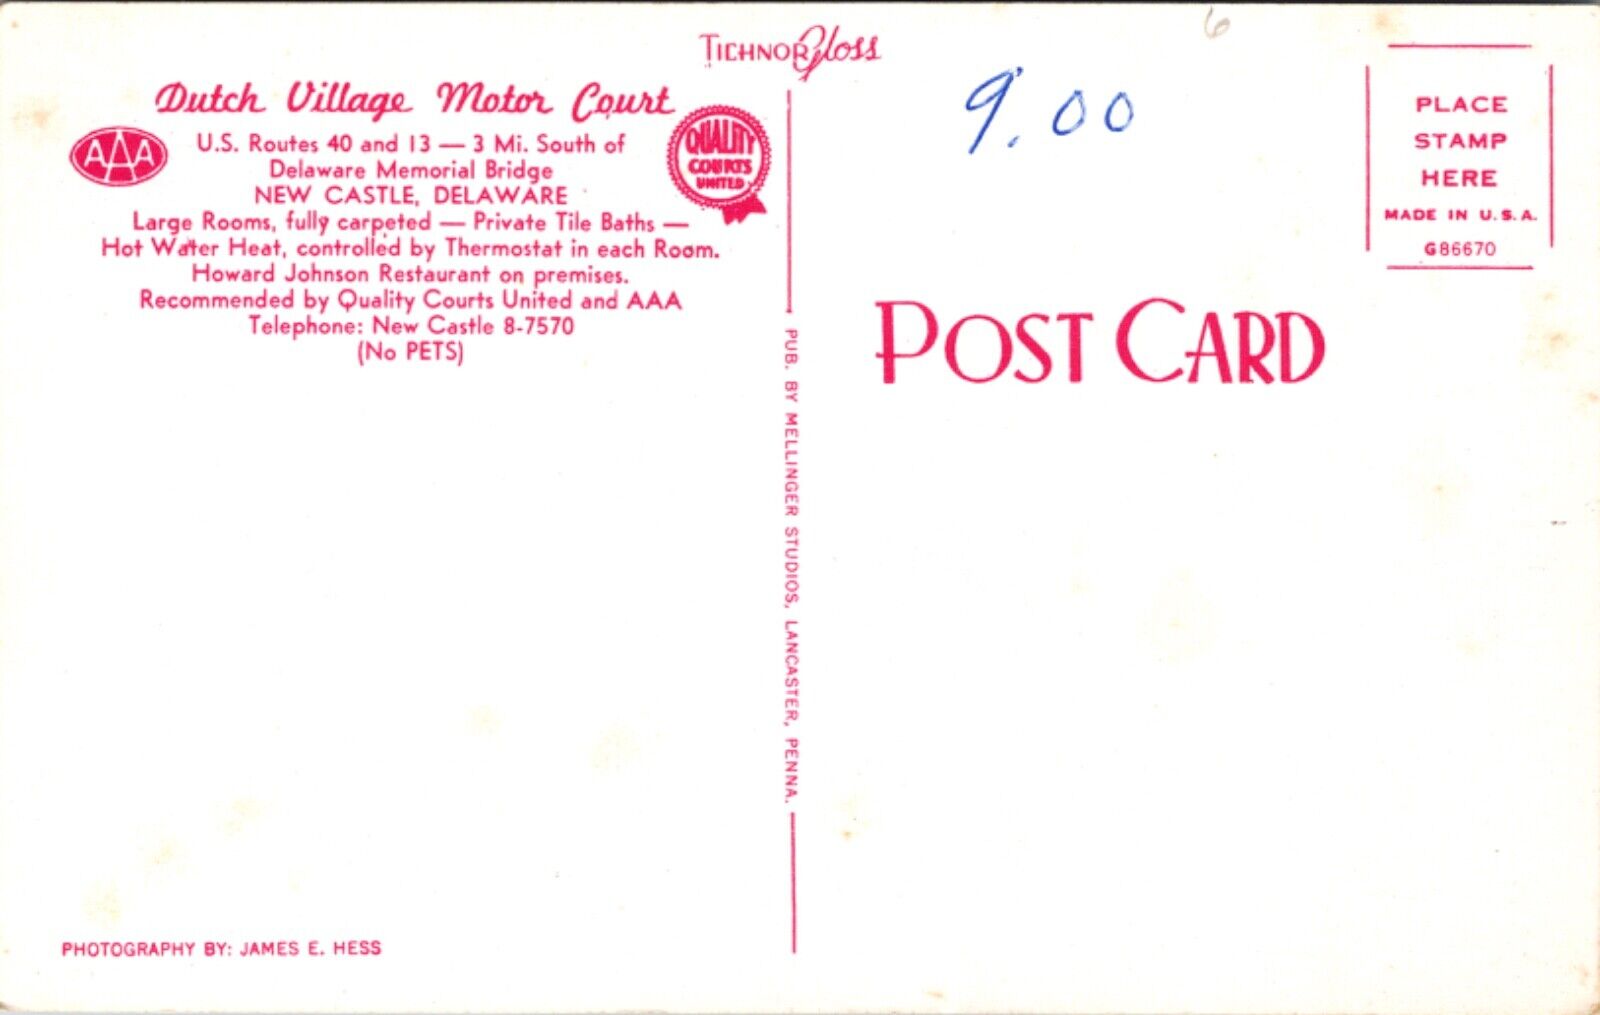 TICHNOR Gloss
6
9.00
Dutch Village Motor Court
AAA
QUALITY
COURTS
UNITED
U.S. Routes 40 and 13 — 3 Mi. South of
Delaware Memorial Bridge
NEW CASTLE, DELAWARE
Large Rooms, fully carpeted — Private Tile Baths —
Hot Water Heat, controlled by Thermostat in each Room.
Howard Johnson Restaurant on premises.
Recommended by Quality Courts United and AAA
Telephone: New Castle 8-7570
(No PETS)
PHOTOGRAPHY BY: JAMES E. HESS
PUB. BY MELLINGER STUDIOS, LANCASTER, PENNA.
PLACE
STAMP
HERE
MADE IN U.S.A.
G86670
POST CARD